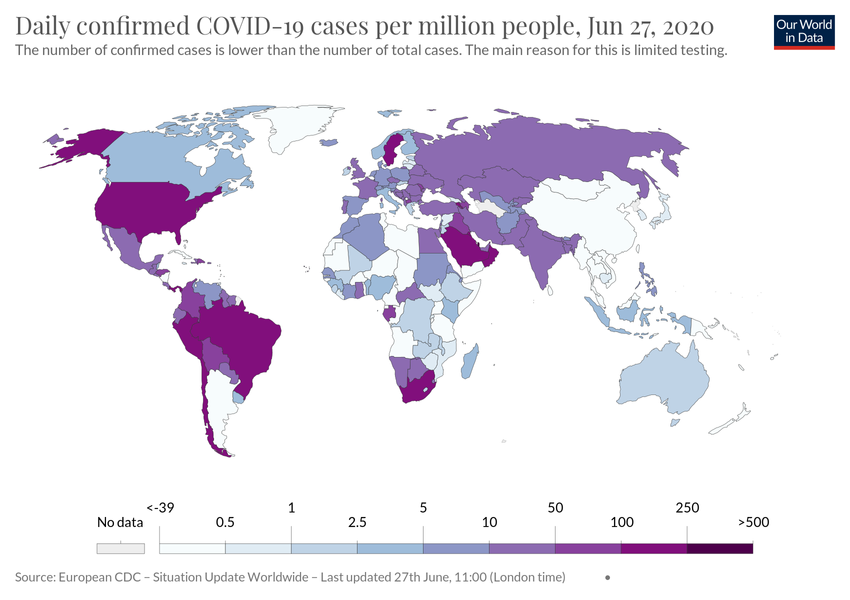 Daily confirmed COVID-19 cases per million people, Jun 27, 2020
The number of confirmed cases is lower than the number of total cases. The main reason for this is limited testing.
Our World
in Data
<-39 1 5 50 250
No data 0.5 2.5 10 100 >500
Source: European CDC – Situation Update Worldwide – Last updated 27th June, 11:00 (London time)